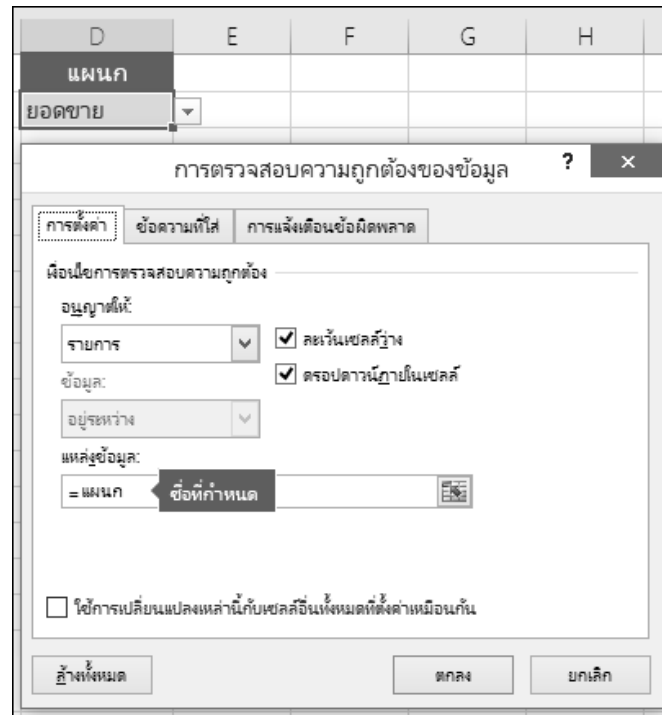 D E F G H
แผนก
ยอดขาย
การตรวจสอบความถูกต้องของข้อมูล ? ×
การตั้งค่า ข้อความที่ใส่ การแจ้งเตือนข้อผิดพลาด
เงื่อนไขการตรวจสอบความถูกต้อง
อนุญาตให้:
รายการ ละเว้นเซลล์ว่าง
ข้อมูล: ดรอปดาวน์ภายในเซลล์
อยู่ระหว่าง
แหล่งข้อมูล:
=แผนก ชื่อที่กำหนด
ใช้การเปลี่ยนแปลงเหล่านี้กับเซลล์อื่นทั้งหมดที่ตั้งค่าเหมือนกัน
ล้างทั้งหมด ตกลง ยกเลิก